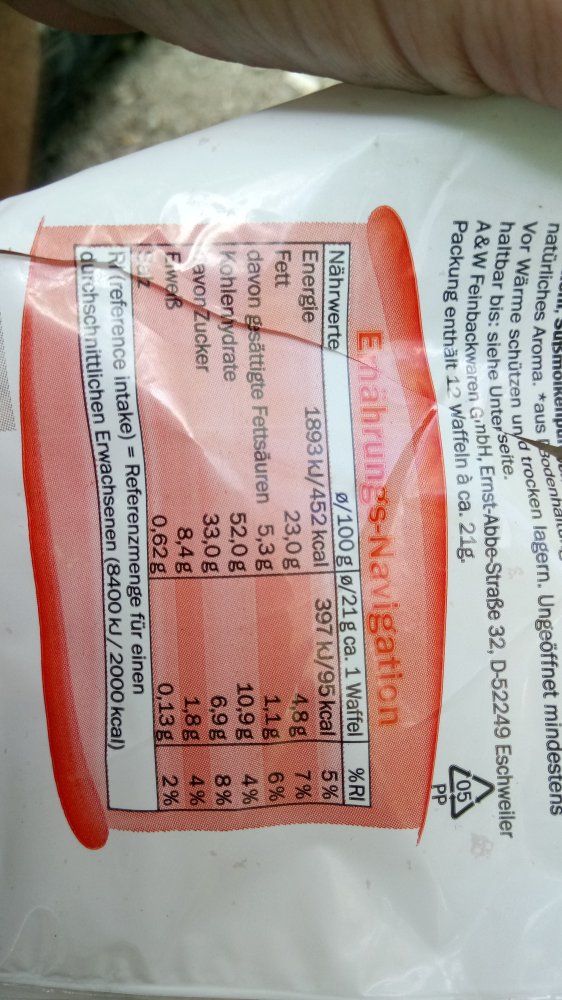 natürliches Aroma. *aus
Vor Wärme schützen und trocken lagern. Ungeöffnet mindestens
haltbar bis: siehe Unterseite.
A&W Feinbackwaren GmbH, Ernst-Abbe-Straße 32, D-52249 Eschweiler
Packung enthält 12 Waffeln à ca. 21g.
05
PP
Ernährungs-Navigation
Nährwerte ø/100 g ø/21 g ca. 1 Waffel %RI
Energie 1893 kJ/452 kcal 397 kJ/95 kcal 5 %
Fett 23,0 g 4,8 g 7 %
davon gesättigte Fettsäuren 5,3 g 1,1 g 6 %
Kohlenhydrate 52,0 g 10,9 g 4 %
davon Zucker 33,0 g 6,9 g 8 %
Eiweiß 8,4 g 1,8 g 4 %
Salz 0,62 g 0,13 g 2 %
RI (reference intake) = Referenzmenge für einen
durchschnittlichen Erwachsenen (8400 kJ / 2000 kcal)